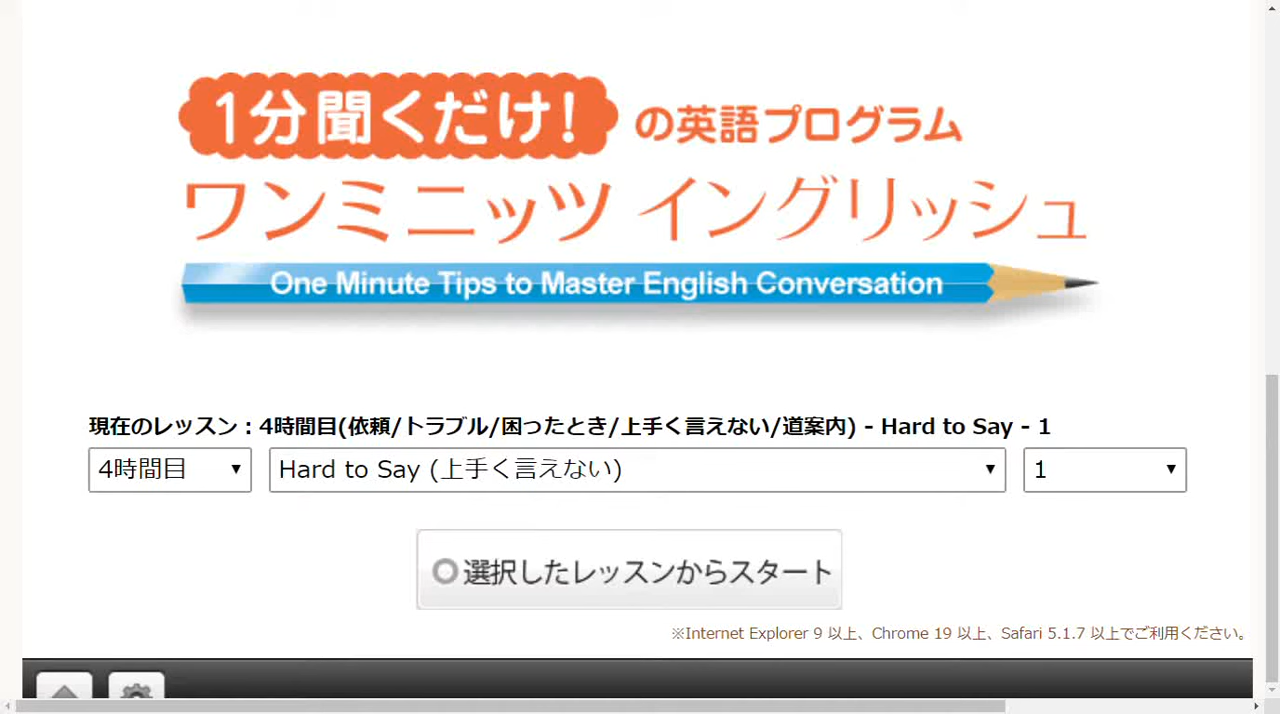 1分聞くだけ!の英語プログラム
ワンミニッツ イングリッシュ
One Minute Tips to Master English Conversation
現在のレッスン : 4時間目(依頼/トラブル/困ったとき/上手く言えない/道案内) - Hard to Say - 1
4時間目 Hard to Say (上手く言えない) 1
選択したレッスンからスタート
※Internet Explorer 9 以上、Chrome 19 以上、Safari 5.1.7 以上でご利用ください。